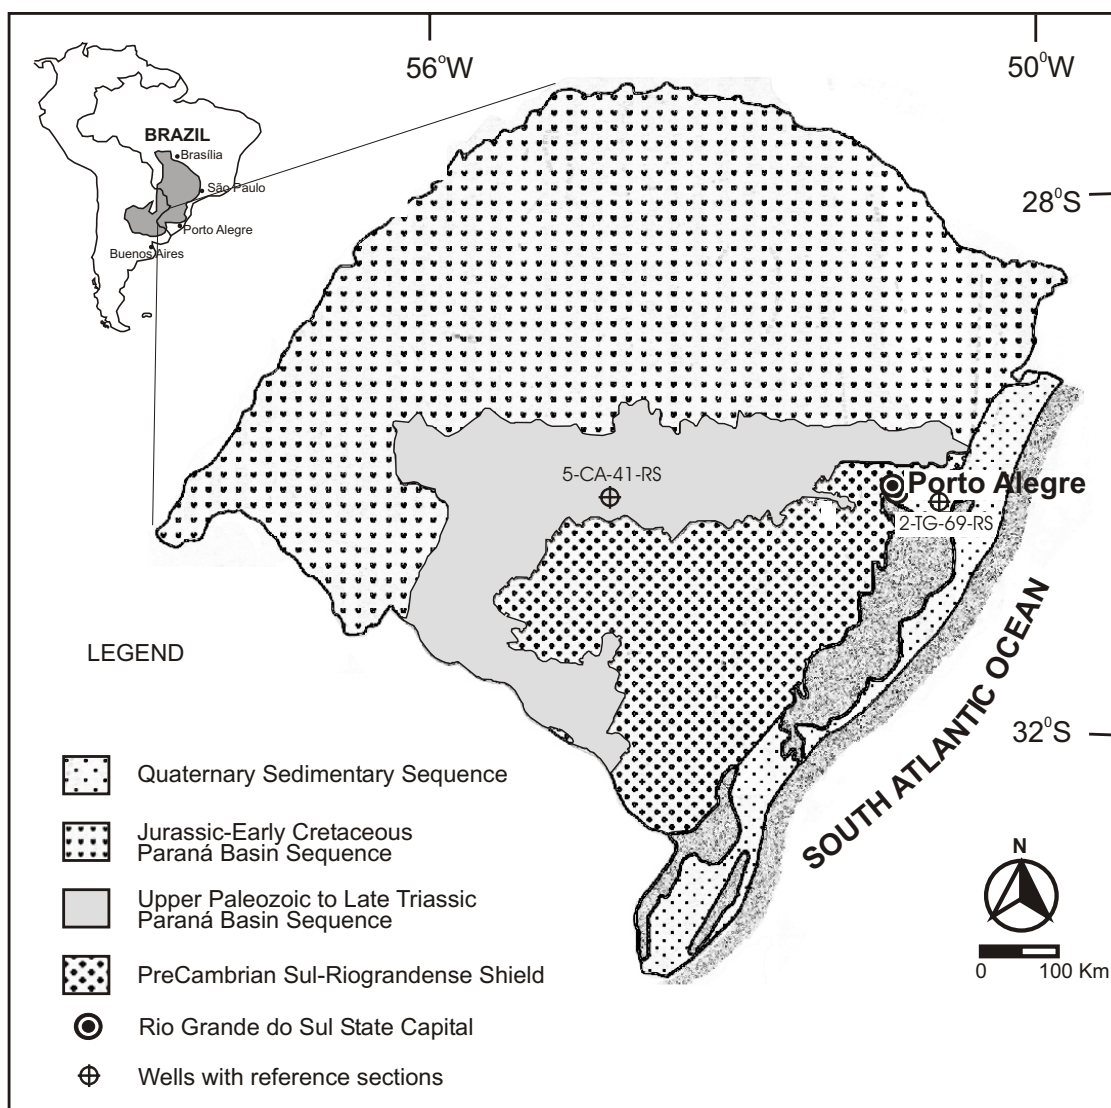 56°W
50⁰W
BRAZIL
Brasília
São Paulo
Porto Alegre
Buenos Aires
28⁰S
5-CA-41-RS
Porto Alegre
2-TG-69-RS
SOUTH ATLANTIC OCEAN
32⁰S
LEGEND
Quaternary Sedimentary Sequence
Jurassic-Early Cretaceous
Paraná Basin Sequence
Upper Paleozoic to Late Triassic
Paraná Basin Sequence
PreCambrian Sul-Riograndense Shield
Rio Grande do Sul State Capital
Wells with reference sections
N
0 100 Km